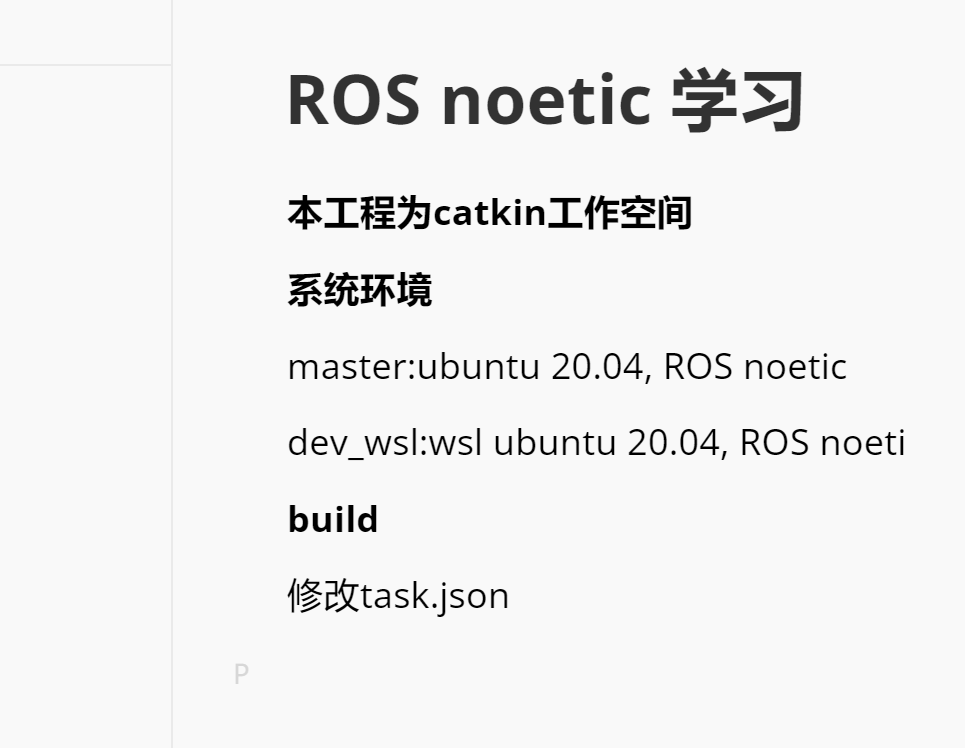 ROS noetic 学习
本工程为catkin工作空间
系统环境
master:ubuntu 20.04, ROS noetic
dev_wsl:wsl ubuntu 20.04, ROS noeti
build
修改task.json
P